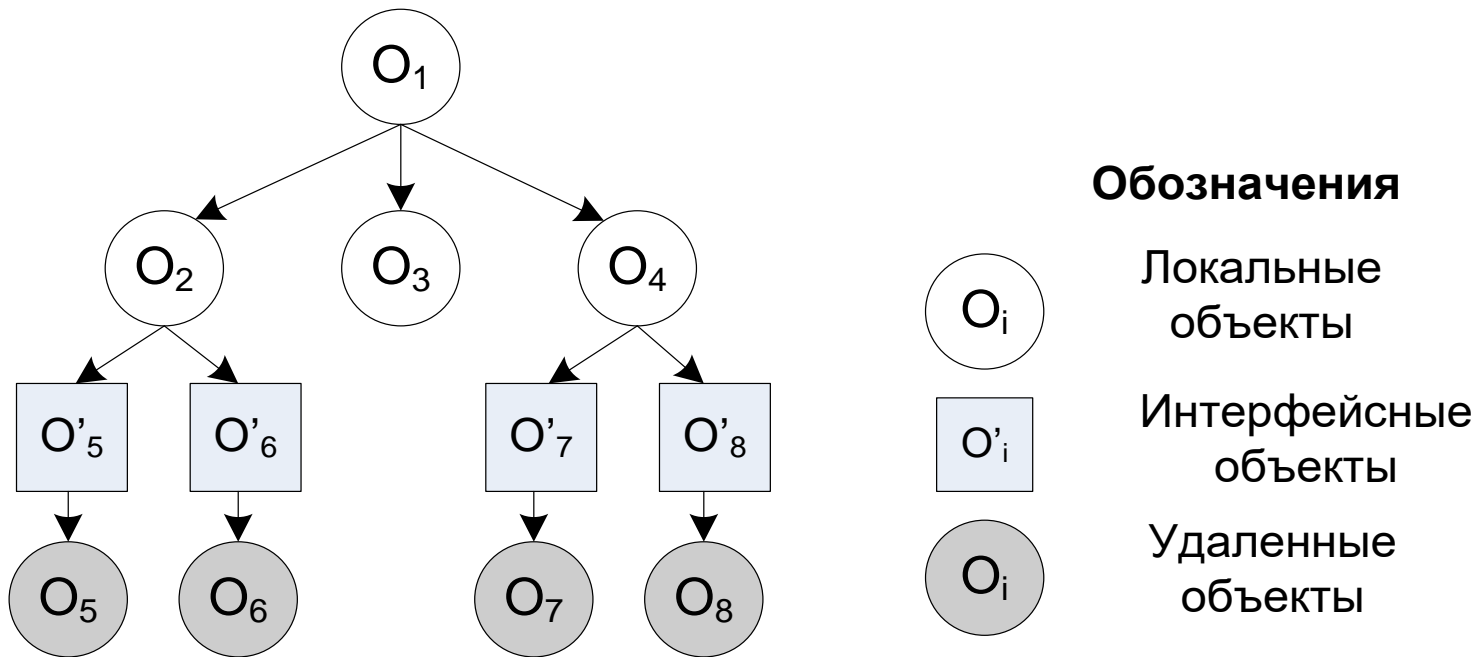 O₁
O₂ O₃ O₄
O'₅ O'₆ O'₇ O'₈
O₅ O₆ O₇ O₈
Обозначения
Oᵢ Локальные
объекты
O'ᵢ Интерфейсные
объекты
Oᵢ Удаленные
объекты